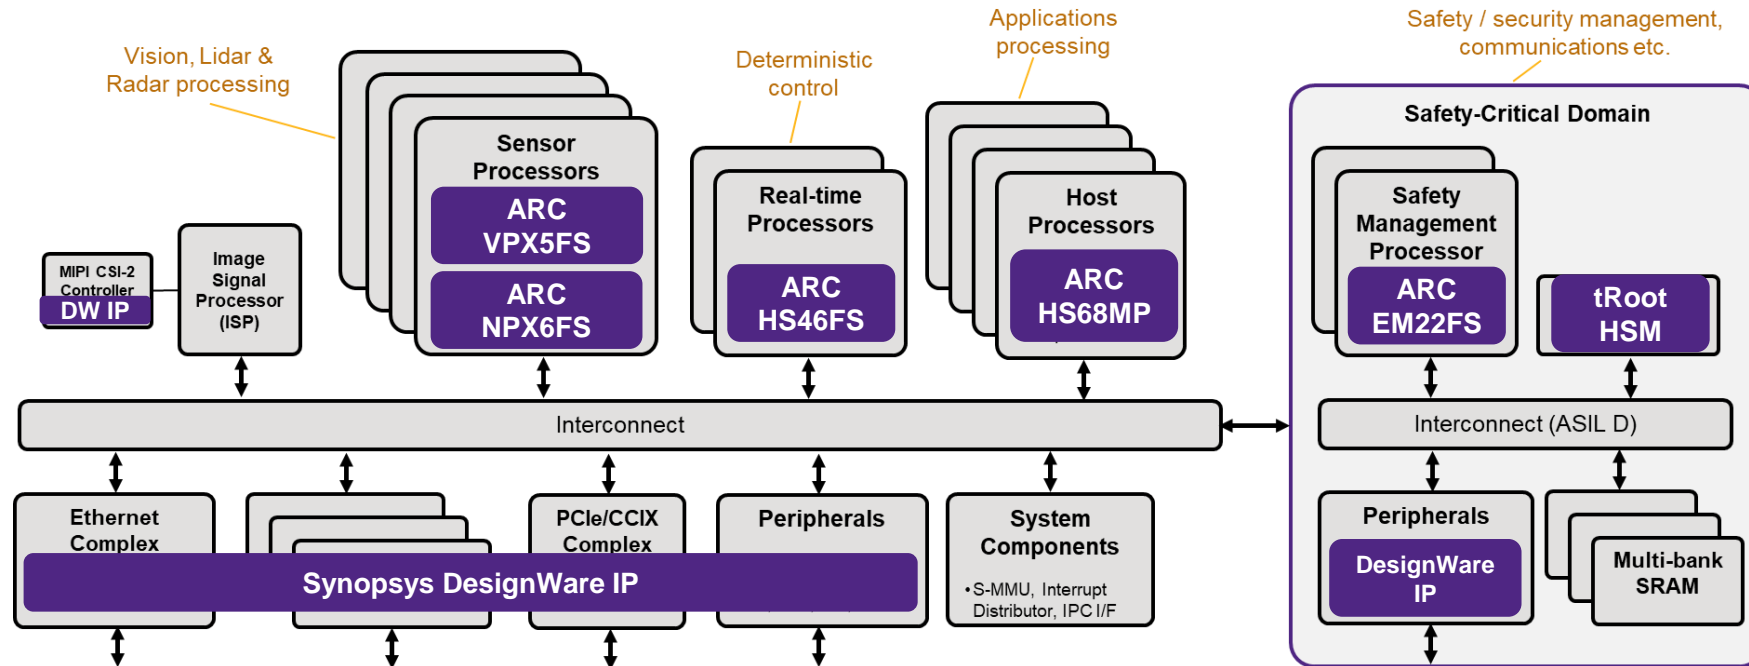 Vision, Lidar &
Radar processing
Deterministic
control
Applications
processing
Safety / security management,
communications etc.
Safety-Critical Domain
Sensor
Processors
ARC
VPX5FS
ARC
NPX6FS
Real-time
Processors
ARC
HS46FS
Host
Processors
ARC
HS68MP
Safety
Management
Processor
ARC
EM22FS
tRoot
HSM
MIPI CSI-2
Controller
DW IP
Image
Signal
Processor
(ISP)
Interconnect
Interconnect (ASIL D)
Ethernet
Complex
PCIe/CCIX
Complex
Peripherals
System
Components
•S-MMU, Interrupt
Distributor, IPC I/F
Synopsys DesignWare IP
Peripherals
DesignWare
IP
Multi-bank
SRAM